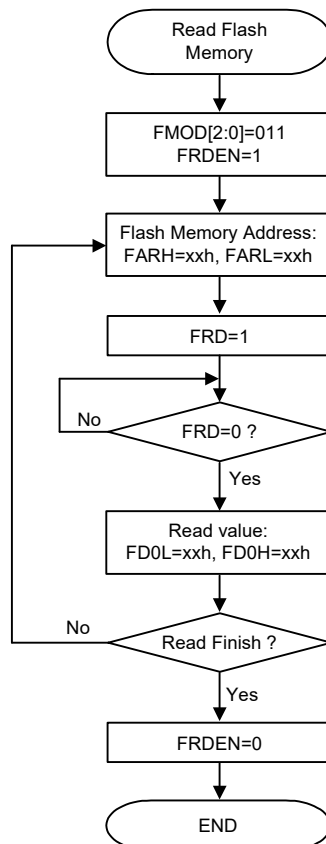 Read Flash
Memory
FMOD[2:0]=011
FRDEN=1
Flash Memory Address:
FARH=xxh, FARL=xxh
FRD=1
No
FRD=0 ?
Yes
Read value:
FD0L=xxh, FD0H=xxh
No
Read Finish ?
Yes
FRDEN=0
END